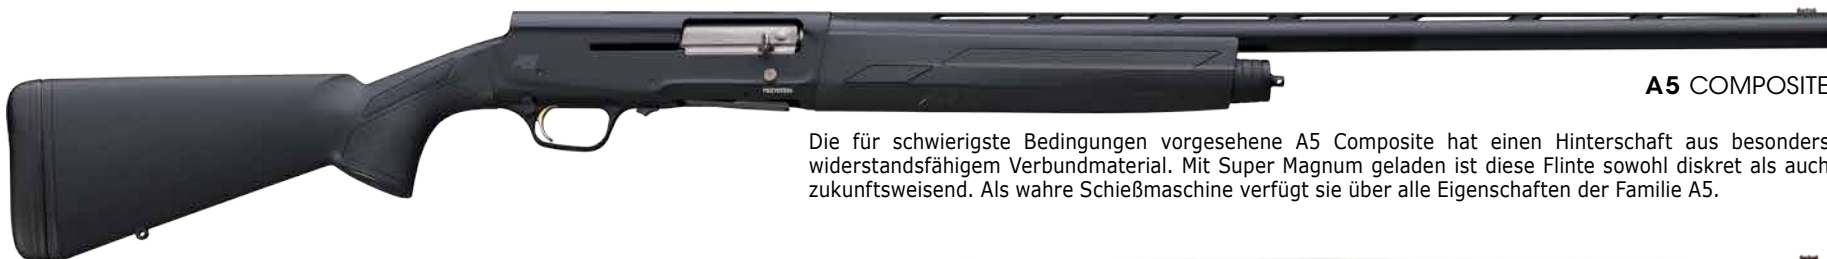 A5 COMPOSITE
Die für schwierigste Bedingungen vorgesehene A5 Composite hat einen Hinterschaft aus besonders
widerstandsfähigem Verbundmaterial. Mit Super Magnum geladen ist diese Flinte sowohl diskret als auch
zukunftsweisend. Als wahre Schießmaschine verfügt sie über alle Eigenschaften der Familie A5.